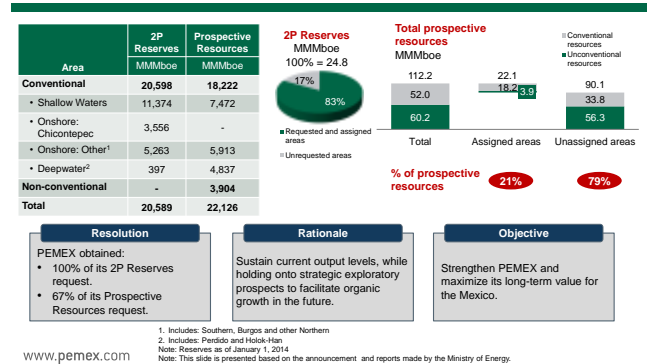 2P Reserves
Prospective Resources
Area
MMMboe
MMMboe
Conventional 20,598 18,222
• Shallow Waters 11,374 7,472
• Onshore: Chicontepec 3,556 -
• Onshore: Other1 5,263 5,913
• Deepwater2 397 4,837
Non-conventional - 3,904
Total 20,589 22,126
2P Reserves
MMMboe
100% = 24.8
17%
83%
Requested and assigned areas
Unrequested areas
Total prospective resources
MMMboe
Conventional resources
Unconventional resources
112.2
52.0
60.2
22.1
18.2
3.9
90.1
33.8
56.3
Total
Assigned areas
Unassigned areas
% of prospective resources
21%
79%
Resolution
PEMEX obtained:
• 100% of its 2P Reserves request.
• 67% of its Prospective Resources request.
Rationale
Sustain current output levels, while
holding onto strategic exploratory
prospects to facilitate organic
growth in the future.
Objective
Strengthen PEMEX and
maximize its long-term value for
the Mexico.
1. Includes: Southern, Burgos and other Northern
2. Includes: Perdido and Holok-Han
Note: Reserves as of January 1, 2014
Note: This slide is presented based on the announcement and reports made by the Ministry of Energy.
www.pemex.com